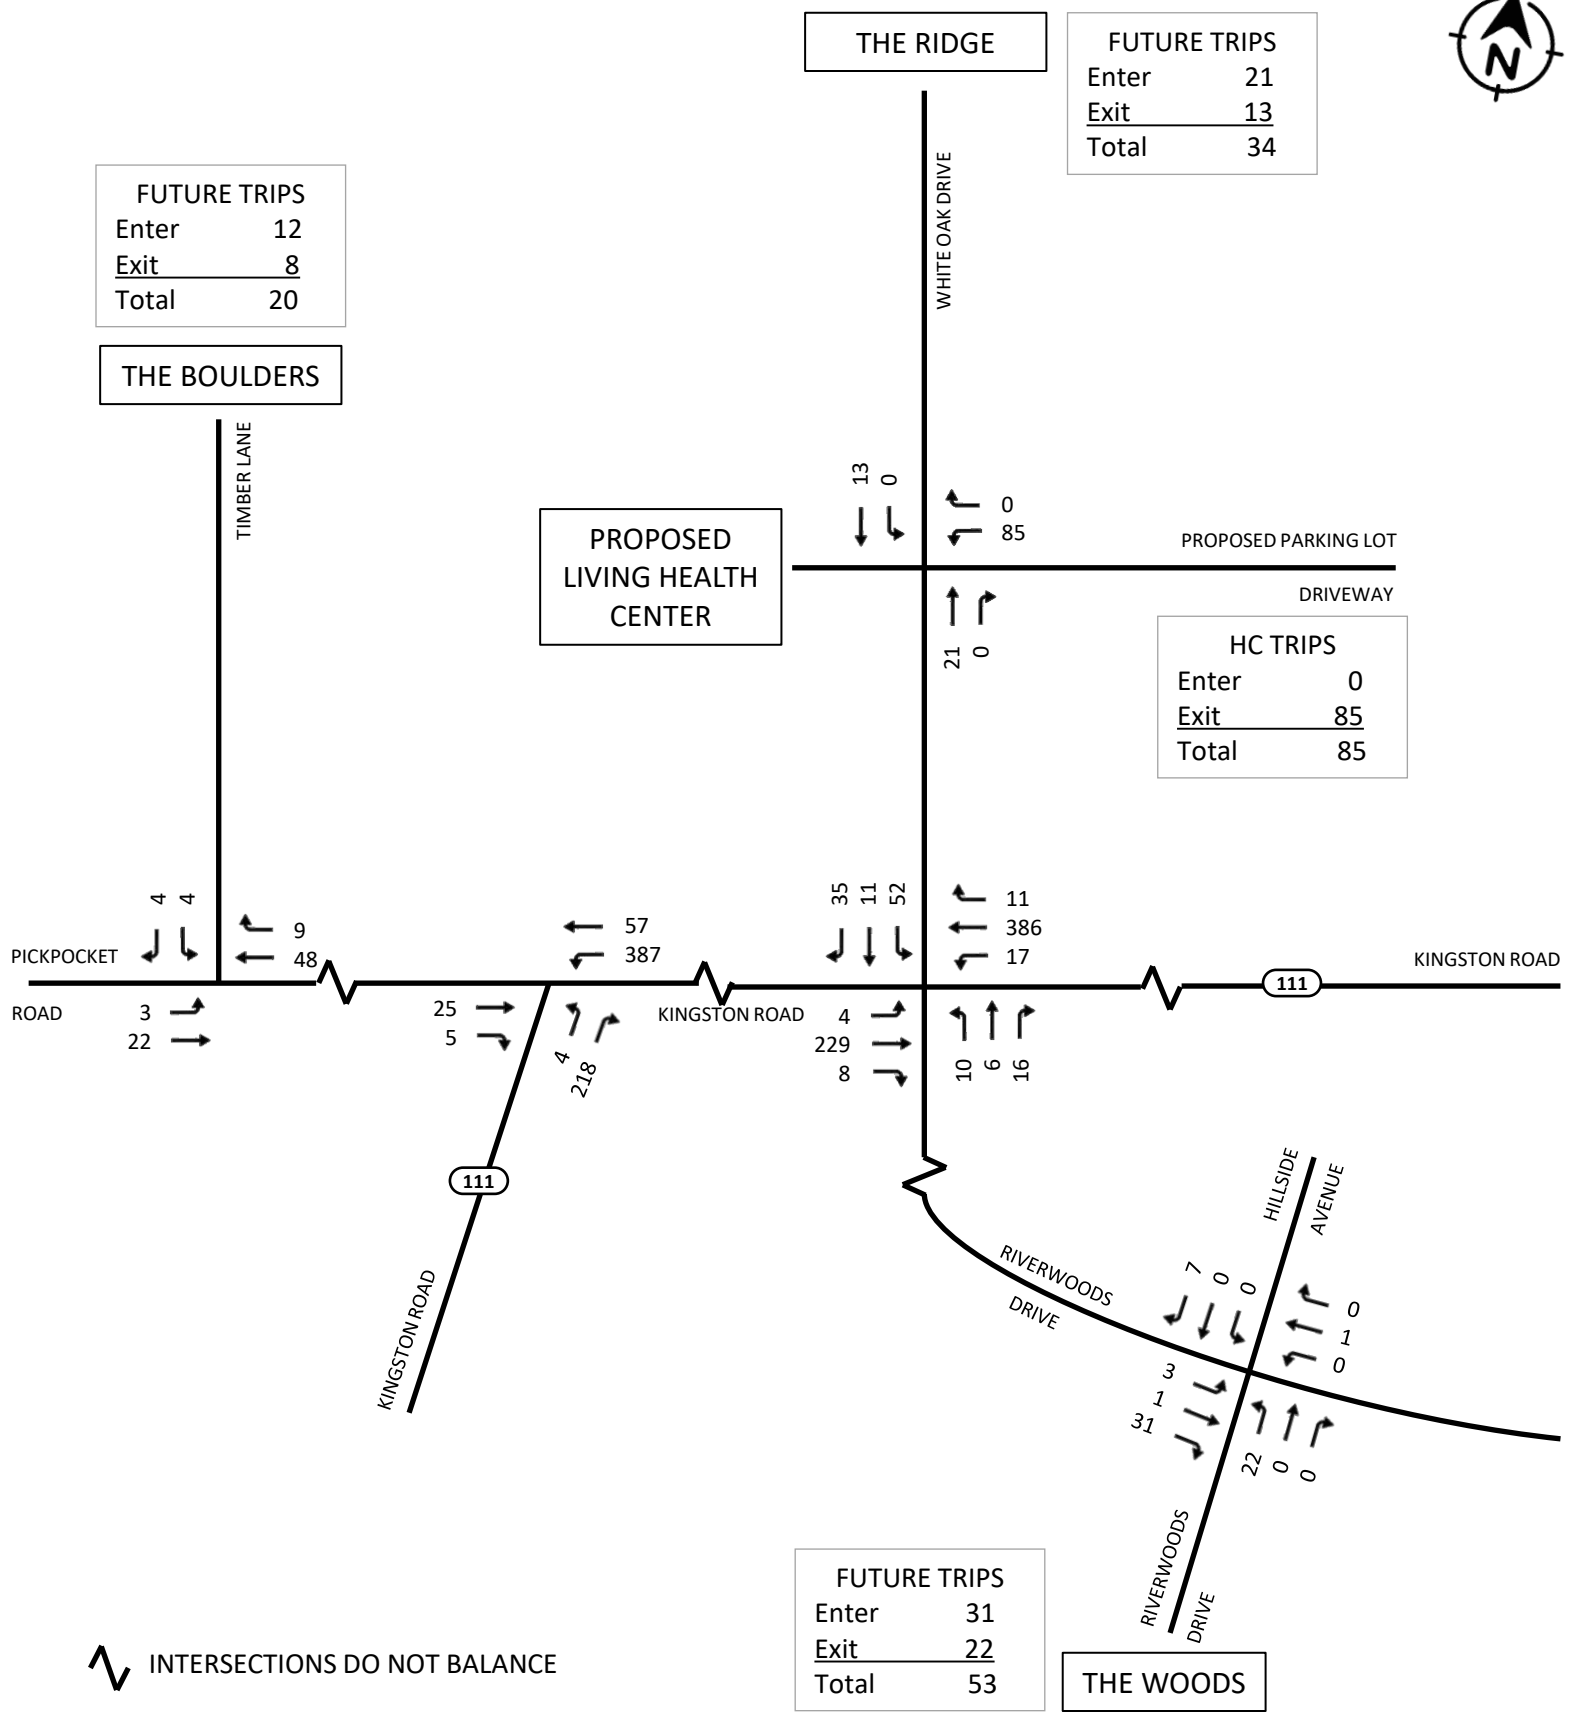 THE RIDGE
FUTURE TRIPS
Enter 21
Exit 13
Total 34
N
WHITE OAK DRIVE
FUTURE TRIPS
Enter 12
Exit 8
Total 20
THE BOULDERS
TIMBER LANE
13
0
0
85
PROPOSED
LIVING HEALTH
CENTER
PROPOSED PARKING LOT
DRIVEWAY
21
0
HC TRIPS
Enter 0
Exit 85
Total 85
4
4
9
48
PICKPOCKET
ROAD
3
22
57
387
25
5
4
218
KINGSTON ROAD
35
11
52
11
386
17
4
229
8
10
6
16
111
KINGSTON ROAD
111
KINGSTON ROAD
RIVERWOODS
DRIVE
HILLSIDE
AVENUE
7
0
0
0
1
0
3
1
31
22
0
0
RIVERWOODS
DRIVE
FUTURE TRIPS
Enter 31
Exit 22
Total 53
THE WOODS
INTERSECTIONS DO NOT BALANCE